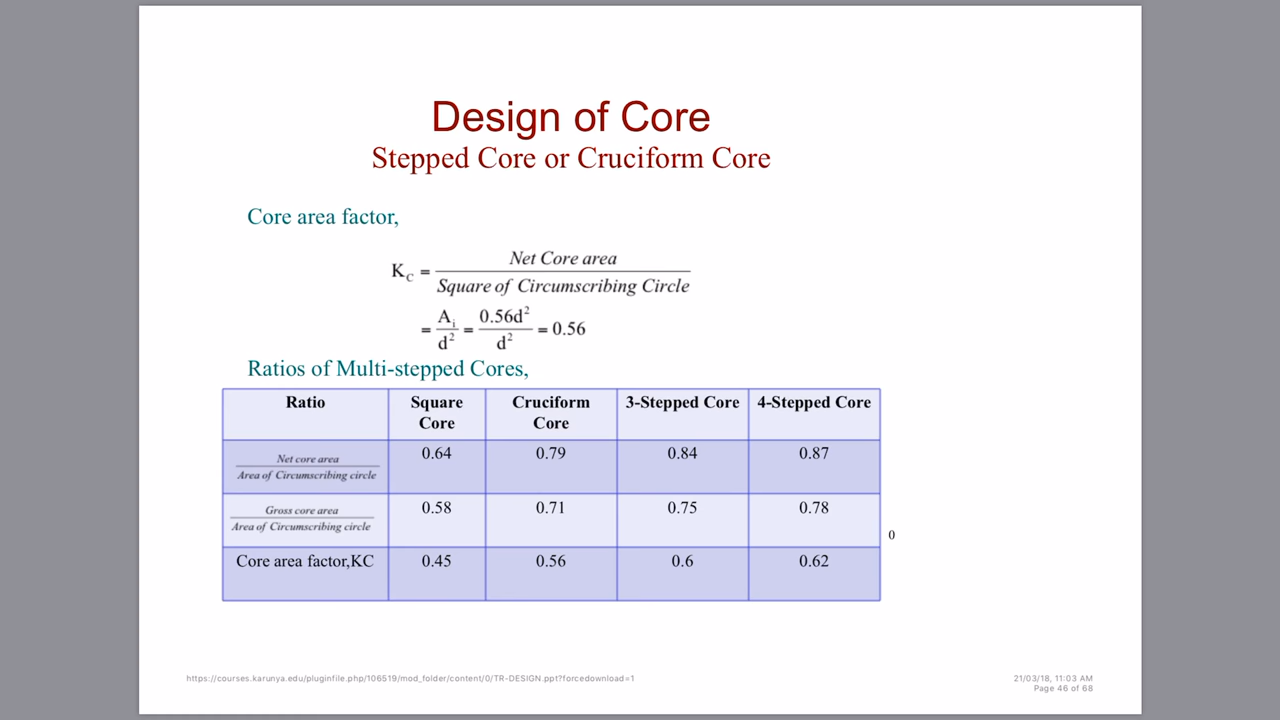 Design of Core
Stepped Core or Cruciform Core
Core area factor,
K_C = Net Core area / Square of Circumscribing Circle
= A_i / d² = 0.56d² / d² = 0.56
Ratios of Multi-stepped Cores,
Ratio Square Core Cruciform Core 3-Stepped Core 4-Stepped Core
Net core area / Area of Circumscribing circle 0.64 0.79 0.84 0.87
Gross core area / Area of Circumscribing circle 0.58 0.71 0.75 0.78
0
Core area factor,KC 0.45 0.56 0.6 0.62
https://courses.karunya.edu/pluginfile.php/106519/mod_folder/content/0/TR-DESIGN.ppt?forcedownload=1
21/03/18, 11:03 AM
Page 46 of 68